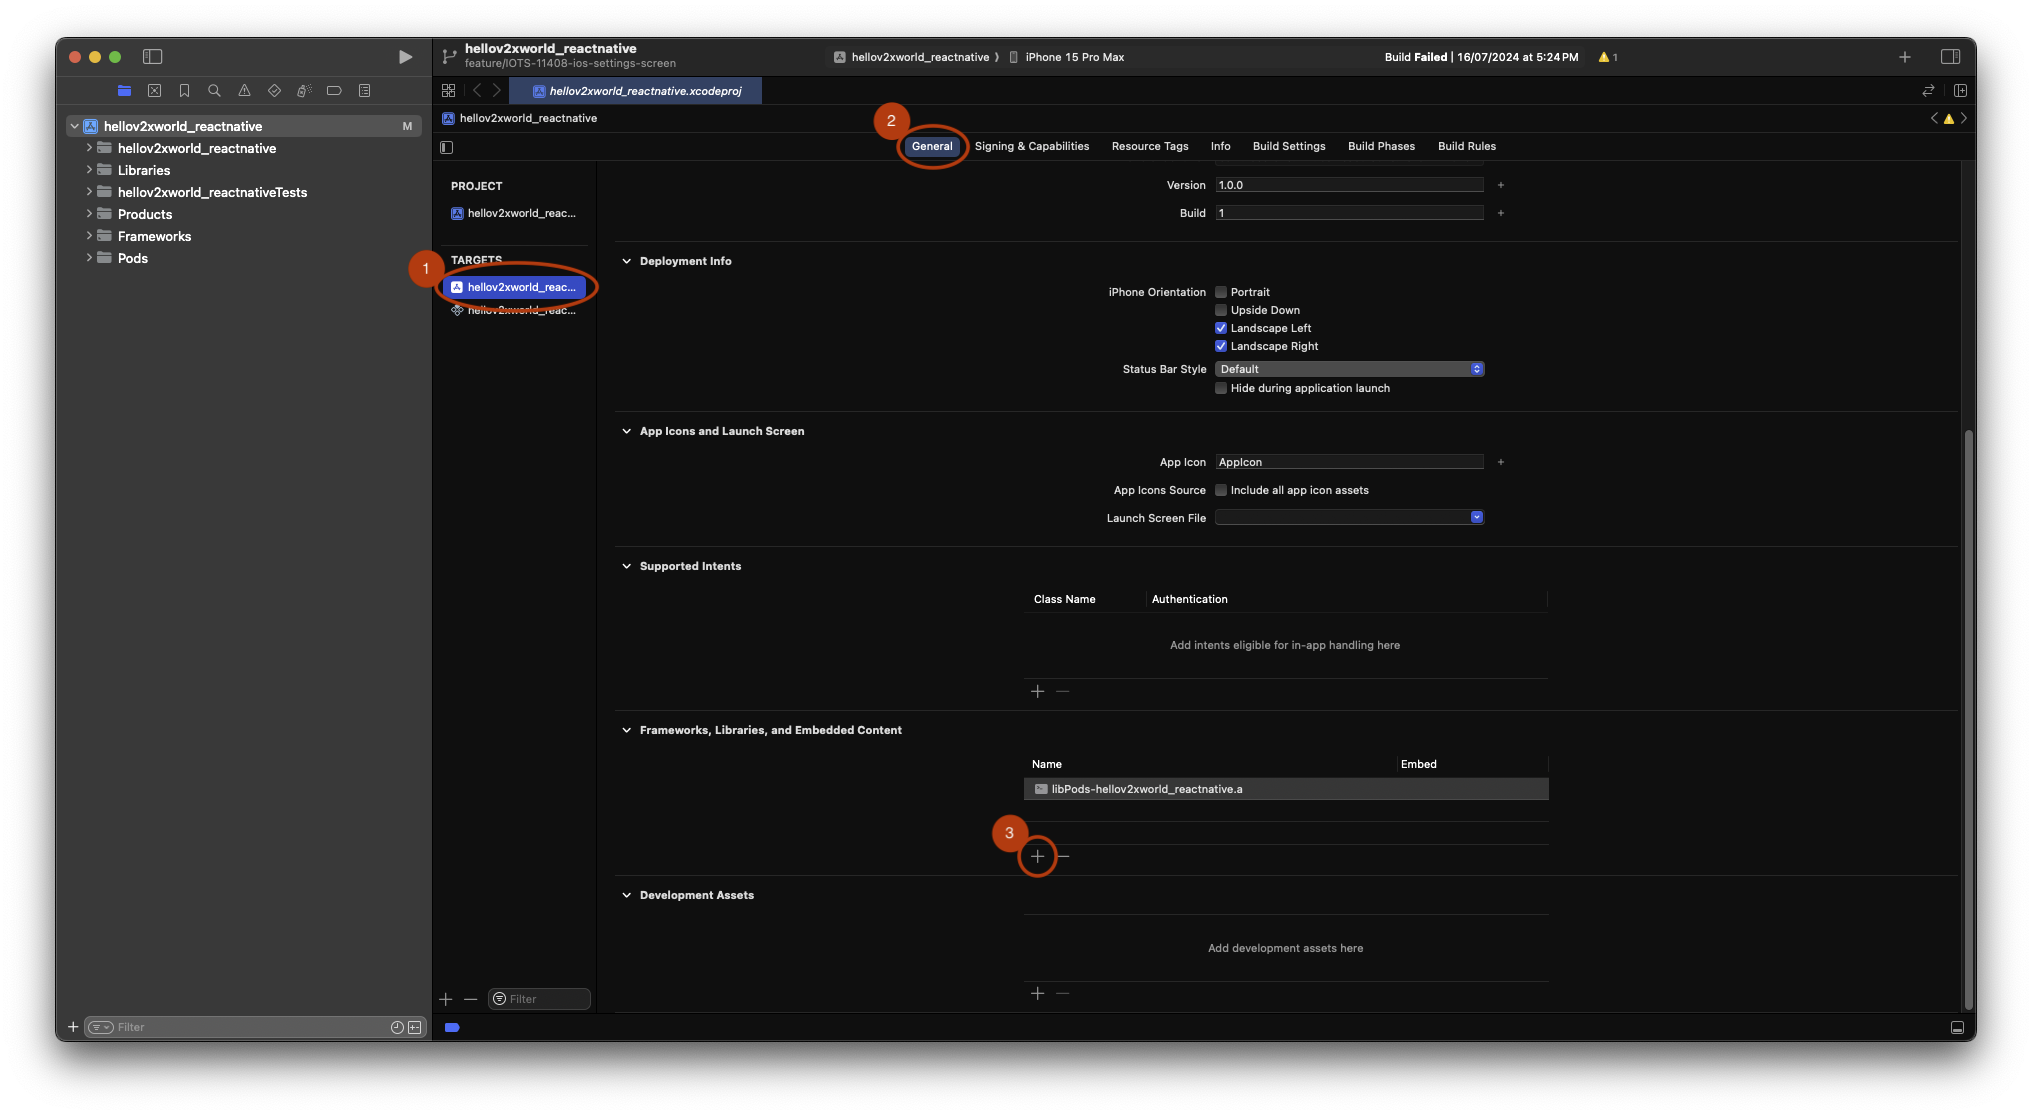 hellov2xworld_reactnative
feature/IOTS-11408-ios-settings-screen
hellov2xworld_reactnative
iPhone 15 Pro Max
Build Failed | 16/07/2024 at 5:24 PM
1
hellov2xworld_reactnative.xcodeproj
hellov2xworld_reactnative
hellov2xworld_reactnative M
hellov2xworld_reactnative
Libraries
hellov2xworld_reactnativeTests
Products
Frameworks
Pods
Filter
2
General
Signing & Capabilities
Resource Tags
Info
Build Settings
Build Phases
Build Rules
PROJECT
hellov2xworld_reac...
TARGETS
1
hellov2xworld_reac...
hellov2xworld_reac...
Filter
Version 1.0.0
Build 1
Deployment Info
iPhone Orientation Portrait
Upside Down
Landscape Left
Landscape Right
Status Bar Style Default
Hide during application launch
App Icons and Launch Screen
App Icon AppIcon
App Icons Source Include all app icon assets
Launch Screen File
Supported Intents
Class Name Authentication
Add intents eligible for in-app handling here
Frameworks, Libraries, and Embedded Content
Name Embed
libPods-hellov2xworld_reactnative.a
3
Development Assets
Add development assets here